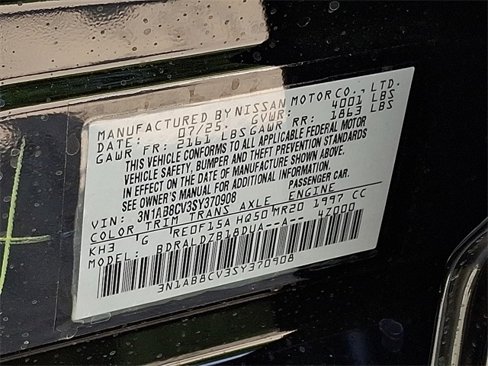 MANUFACTURED BY NISSAN MOTOR CO., LTD.
DATE: 07/25 GVWR: 4001 LBS
GAWR FR: 2161 LBS GAWR RR: 1863 LBS
THIS VEHICLE CONFORMS TO ALL APPLICABLE FEDERAL MOTOR
VEHICLE SAFETY, BUMPER AND THEFT PREVENTION STANDARDS
IN EFFECT ON THE DATE OF MANUFACTURE SHOWN ABOVE.
SEE OWNER'S MANUAL FOR ADDITIONAL INFORMATION.
PASSENGER CAR.
VIN: 3N1AB8CV3SY370908
COLOR TRIM TRANS AXLE ENGINE
KH3 G RE0F15A HQ50 MR20 1997 CC
MODEL: BDRALDZB18DUA--A-- 4Z000
3N1AB8CV3SY370908